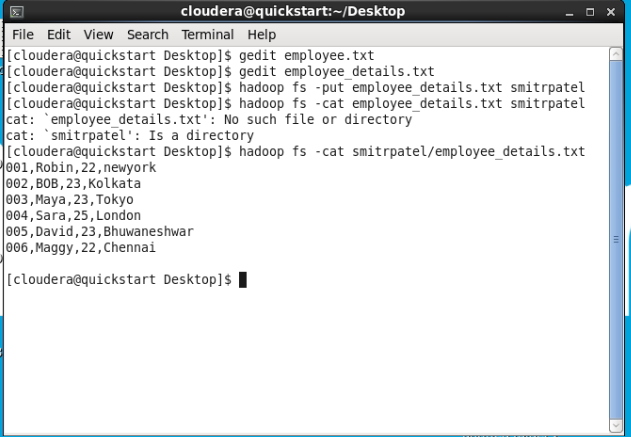 cloudera@quickstart:~/Desktop
File Edit View Search Terminal Help
[cloudera@quickstart Desktop]$ gedit employee.txt
[cloudera@quickstart Desktop]$ gedit employee_details.txt
[cloudera@quickstart Desktop]$ hadoop fs -put employee_details.txt smitrpatel
[cloudera@quickstart Desktop]$ hadoop fs -cat employee_details.txt smitrpatel
cat: `employee_details.txt': No such file or directory
cat: `smitrpatel': Is a directory
[cloudera@quickstart Desktop]$ hadoop fs -cat smitrpatel/employee_details.txt
001,Robin,22,newyork
002,BOB,23,Kolkata
003,Maya,23,Tokyo
004,Sara,25,London
005,David,23,Bhuwaneshwar
006,Maggy,22,Chennai
[cloudera@quickstart Desktop]$